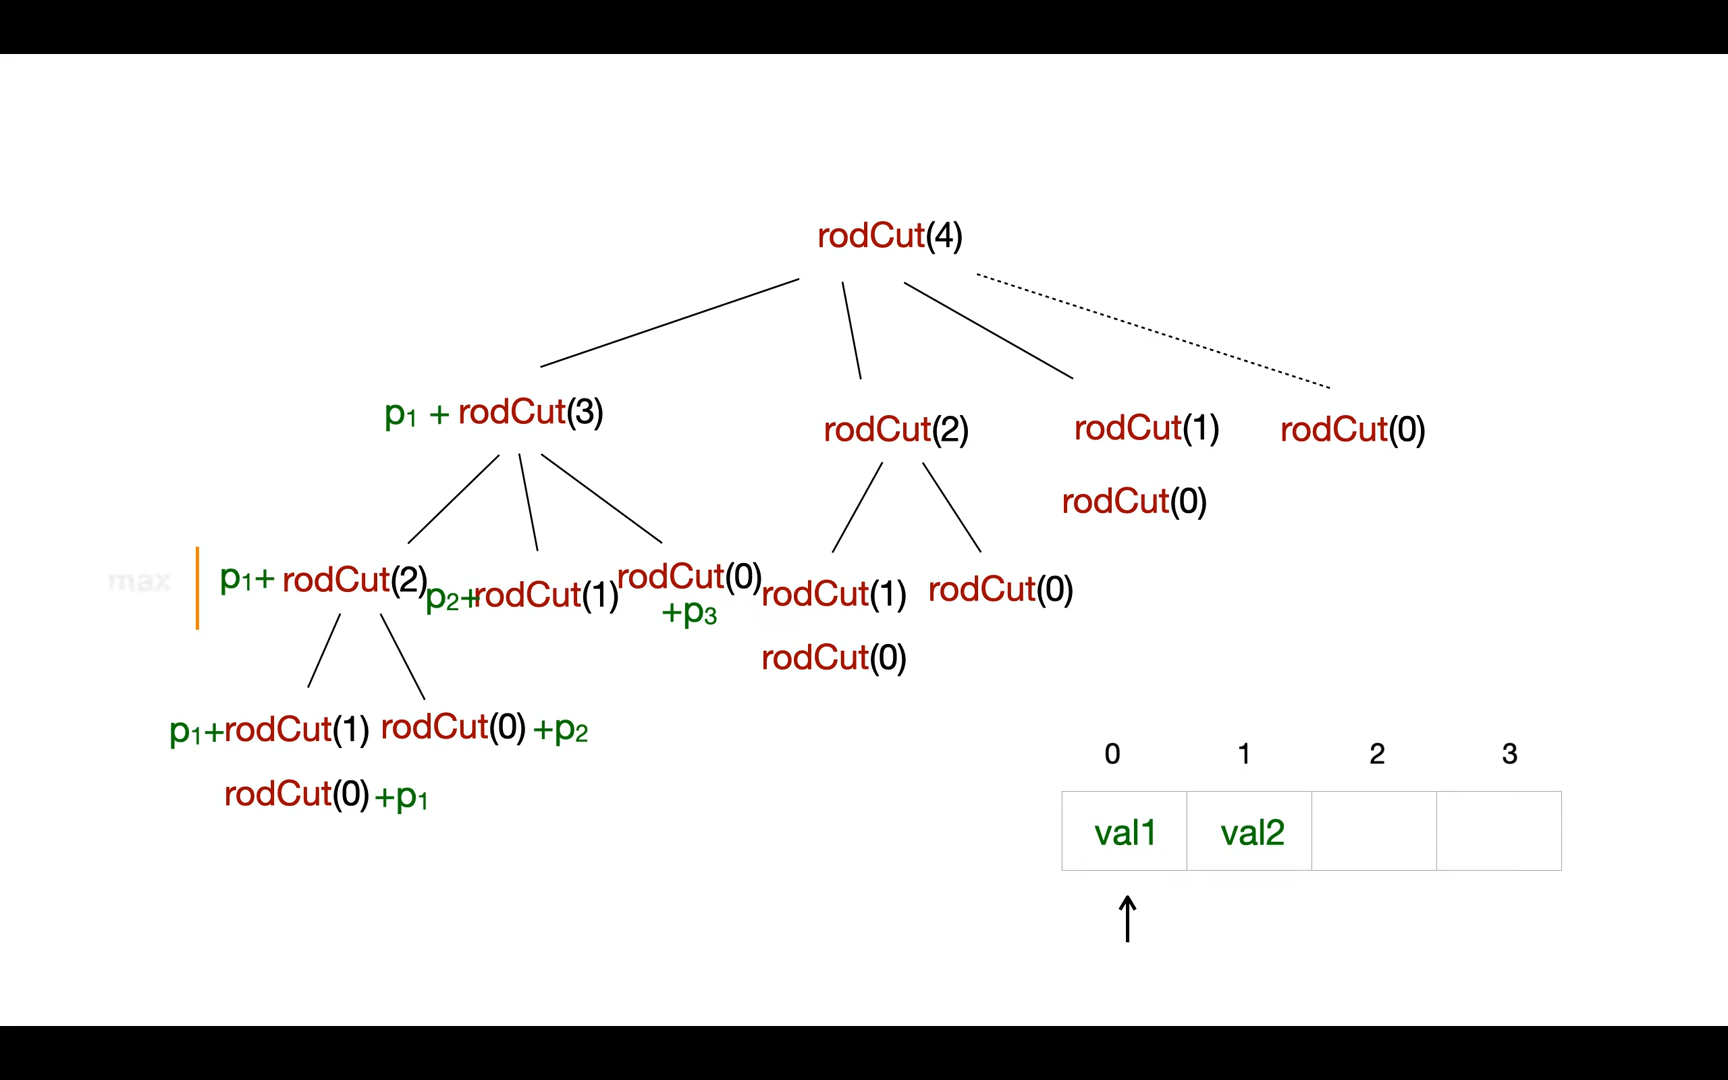 rodCut(4)
p1 + rodCut(3)
rodCut(2)
rodCut(1)
rodCut(0)
rodCut(0)
max
p1+ rodCut(2)
p2+rodCut(1)
rodCut(0)
+p3
rodCut(1)
rodCut(0)
rodCut(0)
p1+rodCut(1)
rodCut(0) +p2
rodCut(0) +p1
0 1 2 3
val1 val2